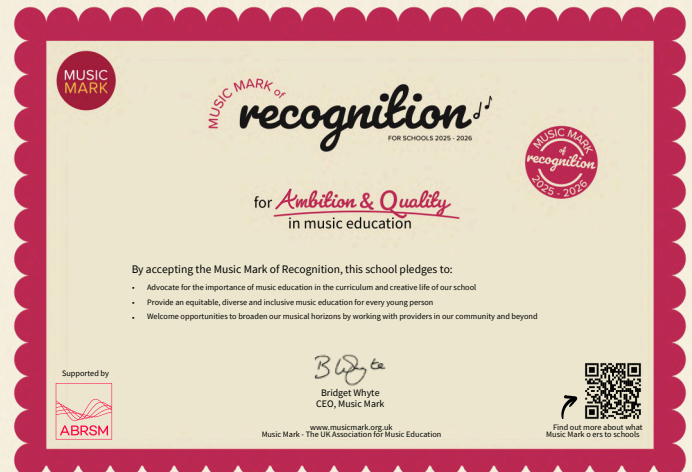 MUSIC
MARK
MUSIC MARK of
recognition
FOR SCHOOLS 2025 - 2026
MUSIC MARK
of
recognition
2025 - 2026
for Ambition & Quality
in music education
By accepting the Music Mark of Recognition, this school pledges to:
• Advocate for the importance of music education in the curriculum and creative life of our school
• Provide an equitable, diverse and inclusive music education for every young person
• Welcome opportunities to broaden our musical horizons by working with providers in our community and beyond
Supported by
ABRSM
B Whyte
Bridget Whyte
CEO, Music Mark
www.musicmark.org.uk
Music Mark - The UK Association for Music Education
Find out more about what
Music Mark o ers to schools